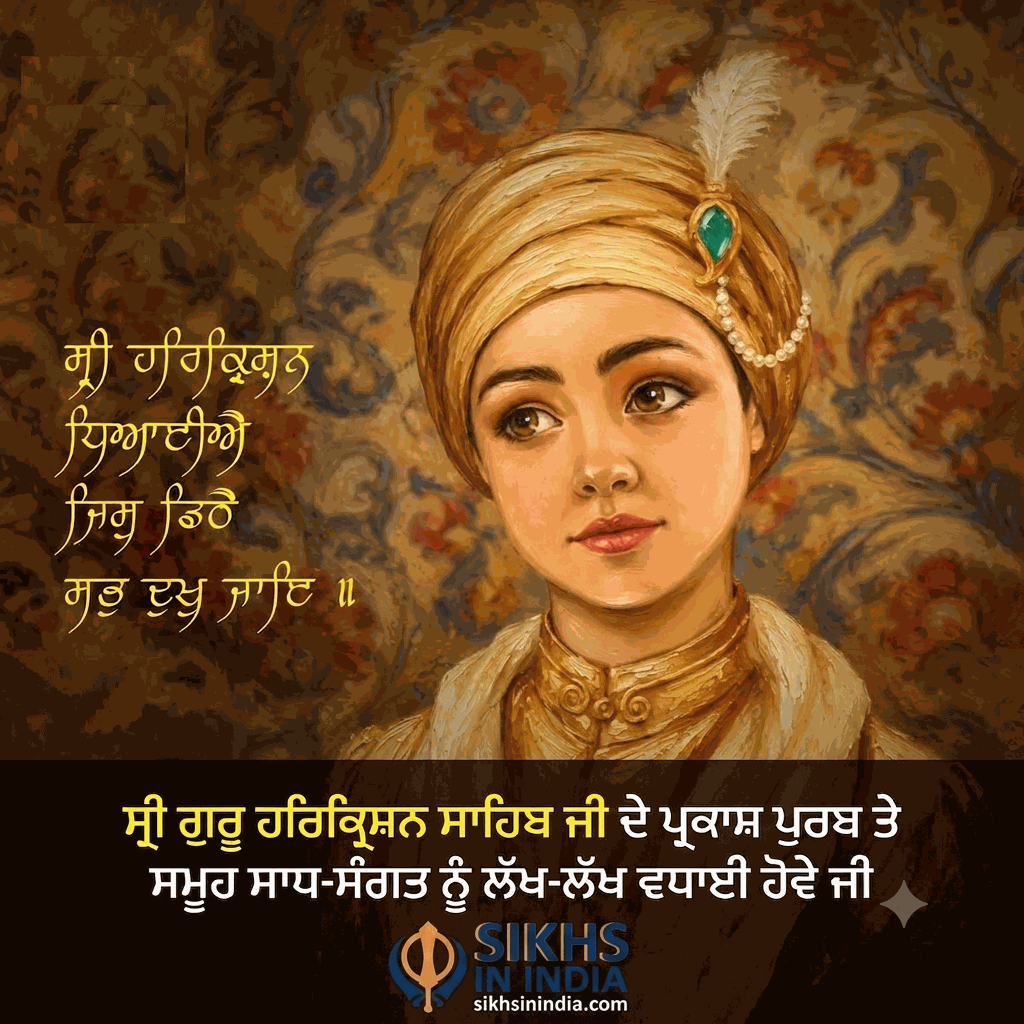 ਸ੍ਰੀ ਹਰਿਕ੍ਰਿਸ਼ਨ
ਧਿਆਈਐ
ਜਿਸੁ ਡਿਠੈ
ਸਭੁ ਦੁਖੁ ਜਾਇ ॥
ਸ੍ਰੀ ਗੁਰੂ ਹਰਿਕ੍ਰਿਸ਼ਨ ਸਾਹਿਬ ਜੀ ਦੇ ਪ੍ਰਕਾਸ਼ ਪੁਰਬ ਤੇ
ਸਮੂਹ ਸਾਧ-ਸੰਗਤ ਨੂੰ ਲੱਖ-ਲੱਖ ਵਧਾਈ ਹੋਵੇ ਜੀ
SIKHS
IN INDIA
sikhsinindia.com